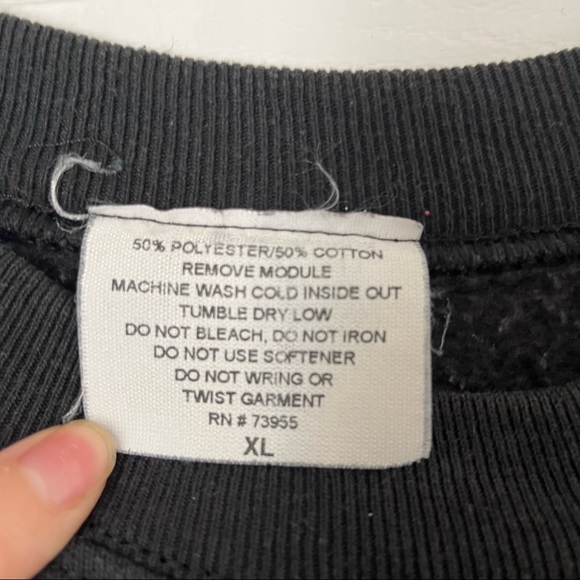 50% POLYESTER/50% COTTON
REMOVE MODULE
MACHINE WASH COLD INSIDE OUT
TUMBLE DRY LOW
DO NOT BLEACH, DO NOT IRON
DO NOT USE SOFTENER
DO NOT WRING OR
TWIST GARMENT
RN # 73955
XL